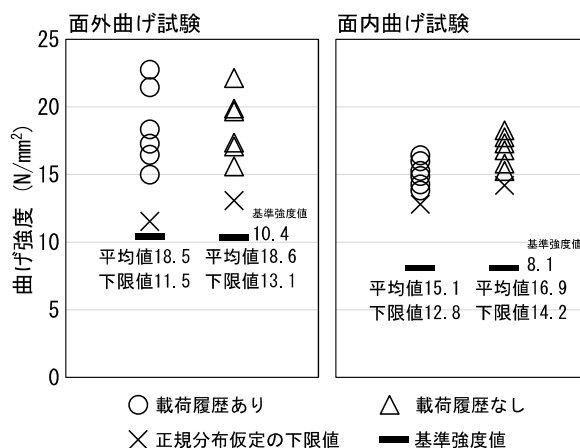 面外曲げ試験
面内曲げ試験
曲げ強度 (N/mm²)
25
20
15
10
5
0
基準強度値
10.4
平均値18.5
下限値11.5
平均値18.6
下限値13.1
基準強度値
8.1
平均値15.1
下限値12.8
平均値16.9
下限値14.2
載荷履歴あり
載荷履歴なし
正規分布仮定の下限値
基準強度値